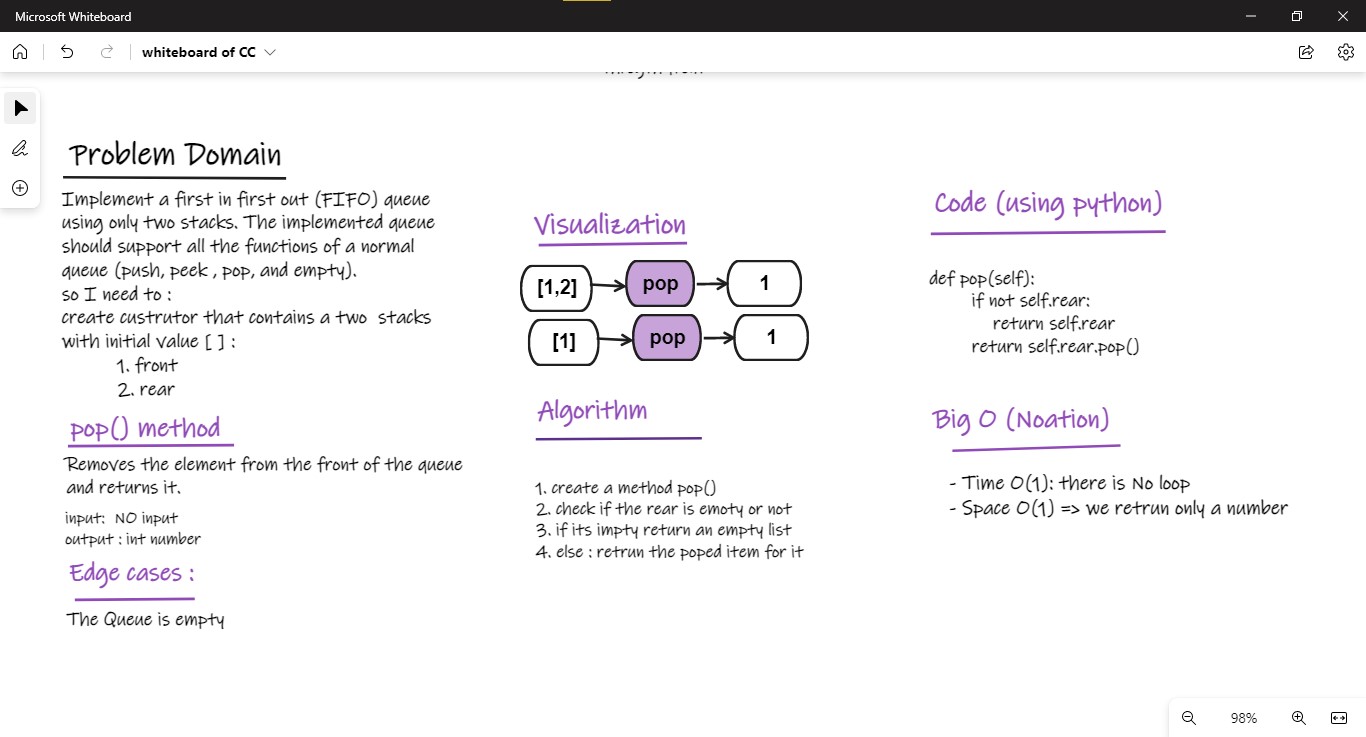 Microsoft Whiteboard
whiteboard of CC
Problem Domain
Implement a first in first out (FIFO) queue
using only two stacks. The implemented queue
should support all the functions of a normal
queue (push, peek , pop, and empty).
so I need to :
create custrutor that contains a two stacks
with initial value [ ] :
1. front
2. rear
pop() method
Removes the element from the front of the queue
and returns it.
input: NO input
output : int number
Edge cases :
The Queue is empty
Visualization
[1,2] pop 1
[1] pop 1
Algorithm
1. create a method pop()
2. check if the rear is emoty or not
3. if its impty return an empty list
4. else : retrun the poped item for it
Code (using python)
def pop(self):
if not self.rear:
return self.rear
return self.rear.pop()
Big O (Noation)
- Time O(1): there is No loop
- Space O(1) => we retrun only a number
98%